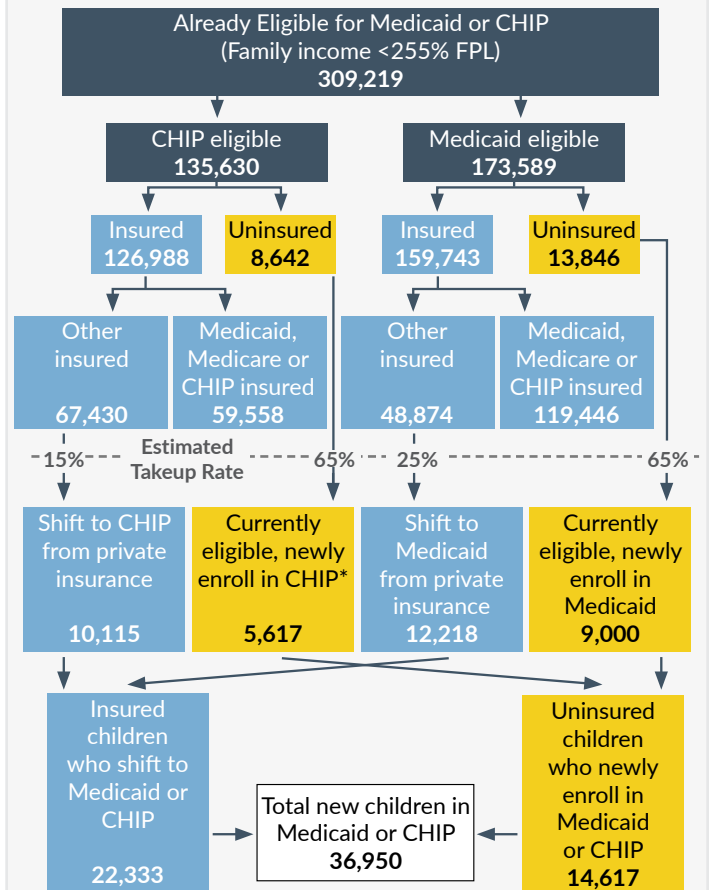 Already Eligible for Medicaid or CHIP
(Family income <255% FPL)
309,219
CHIP eligible
135,630
Medicaid eligible
173,589
Insured
126,988
Uninsured
8,642
Insured
159,743
Uninsured
13,846
Other
insured
67,430
Medicaid,
Medicare or
CHIP insured
59,558
Other
insured
48,874
Medicaid,
Medicare or
CHIP insured
119,446
15%
Estimated
Takeup Rate
65%
25%
65%
Shift to CHIP
from private
insurance
10,115
Currently
eligible, newly
enroll in CHIP*
5,617
Shift to
Medicaid
from private
insurance
12,218
Currently
eligible, newly
enroll in
Medicaid
9,000
Insured
children
who shift to
Medicaid or
CHIP
22,333
Total new children in
Medicaid or CHIP
36,950
Uninsured
children
who newly
enroll in
Medicaid
or CHIP
14,617